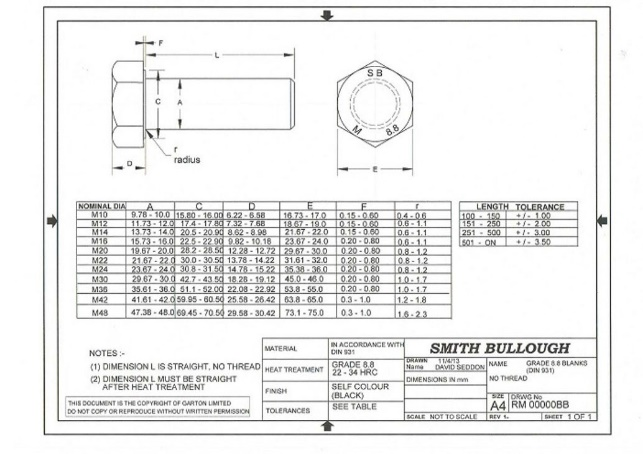 F
L
C
A
D
r
radius
S B
M
8.8
E
NOMINAL DIA A C D E F r
M10 9.78 - 10.0 15.80 - 16.00 6.22 - 6.58 16.73 - 17.0 0.15 - 0.60 0.4 - 0.6
M12 11.73 - 12.0 17.4 - 17.80 7.32 - 7.68 18.67 - 19.0 0.15 - 0.60 0.6 - 1.1
M14 13.73 - 14.0 20.5 - 20.90 8.62 - 8.98 21.67 - 22.0 0.15 - 0.60 0.6 - 1.1
M16 15.73 - 16.0 22.5 - 22.90 9.82 - 10.18 23.67 - 24.0 0.20 - 0.80 0.6 - 1.1
M20 19.67 - 20.0 28.2 - 28.50 12.28 - 12.72 29.67 - 30.0 0.20 - 0.80 0.8 - 1.2
M22 21.67 - 22.0 30.0 - 30.50 13.78 - 14.22 31.61 - 32.0 0.20 - 0.80 0.8 - 1.2
M24 23.67 - 24.0 30.8 - 31.50 14.78 - 15.22 35.38 - 36.0 0.20 - 0.80 0.8 - 1.2
M30 29.67 - 30.0 42.7 - 43.50 18.28 - 19.12 45.0 - 46.0 0.20 - 0.80 1.0 - 1.7
M36 35.61 - 36.0 51.1 - 52.00 22.08 - 22.92 53.8 - 55.0 0.20 - 0.80 1.0 - 1.7
M42 41.61 - 42.0 59.95 - 60.50 25.58 - 26.42 63.8 - 65.0 0.3 - 1.0 1.2 - 1.8
M48 47.38 - 48.0 69.45 - 70.50 29.58 - 30.42 73.1 - 75.0 0.3 - 1.0 1.6 - 2.3
LENGTH TOLERANCE
100 - 150 + / - 1.00
151 - 250 + / - 2.00
251 - 500 + / - 3.00
501 - ON + / - 3.50
NOTES :-
(1) DIMENSION L IS STRAIGHT, NO THREAD
(2) DIMENSION L MUST BE STRAIGHT
AFTER HEAT TREATMENT
THIS DOCUMENT IS THE COPYRIGHT OF GARTON LIMITED
DO NOT COPY OR REPRODUCE WITHOUT WRITTEN PERMISSION
MATERIAL IN ACCORDANCE WITH
DIN 931
HEAT TREATMENT GRADE 8.8
22 - 34 HRC
FINISH SELF COLOUR
(BLACK)
TOLERANCES SEE TABLE
SMITH BULLOUGH
DRAWN 11/4/13
Name DAVID SEDDON
DIMENSIONS IN mm
NAME GRADE 8.8 BLANKS
(DIN 931)
NO THREAD
SIZE A4
DRWG No
RM 00000BB
SCALE NOT TO SCALE
REV
SHEET 1 OF 1